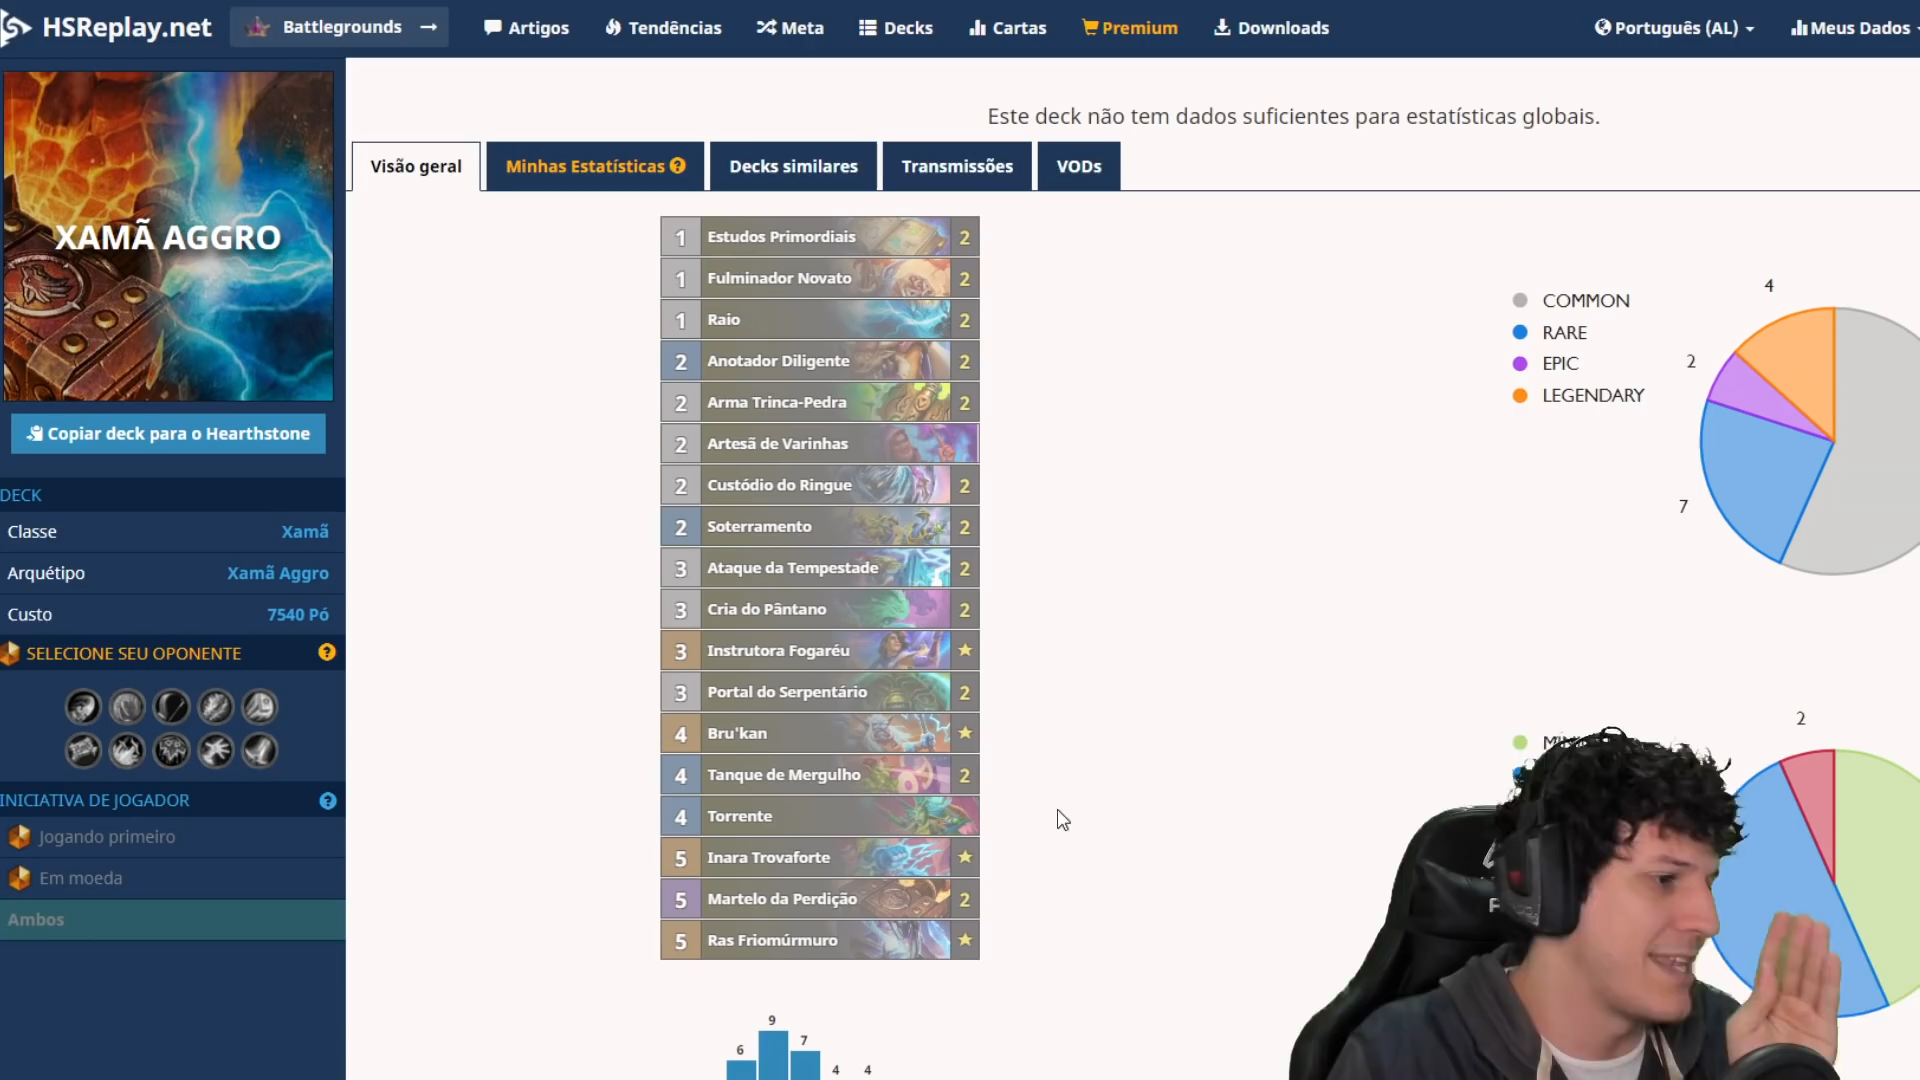 HSReplay.net
Battlegrounds →
Artigos
Tendências
Meta
Decks
Cartas
Premium
Downloads
Português (AL)
Meus Dados
XAMÃ AGGRO
Copiar deck para o Hearthstone
DECK
Classe Xamã
Arquétipo Xamã Aggro
Custo 7540 Pó
SELECIONE SEU OPONENTE ?
INICIATIVA DE JOGADOR ?
Jogando primeiro
Em moeda
Ambos
Este deck não tem dados suficientes para estatísticas globais.
Visão geral
Minhas Estatísticas ?
Decks similares
Transmissões
VODs
1 Estudos Primordiais 2
1 Fulminador Novato 2
1 Raio 2
2 Anotador Diligente 2
2 Arma Trinca-Pedra 2
2 Artesã de Varinhas
2 Custódio do Ringue 2
2 Soterramento 2
3 Ataque da Tempestade 2
3 Cria do Pântano 2
3 Instrutora Fogaréu ★
3 Portal do Serpentário 2
4 Bru'kan ★
4 Tanque de Mergulho 2
4 Torrente
5 Inara Trovaforte ★
5 Martelo da Perdição 2
5 Ras Friomúrmuro ★
6
9
7
4
4
COMMON
RARE
EPIC
LEGENDARY
4
2
7
2